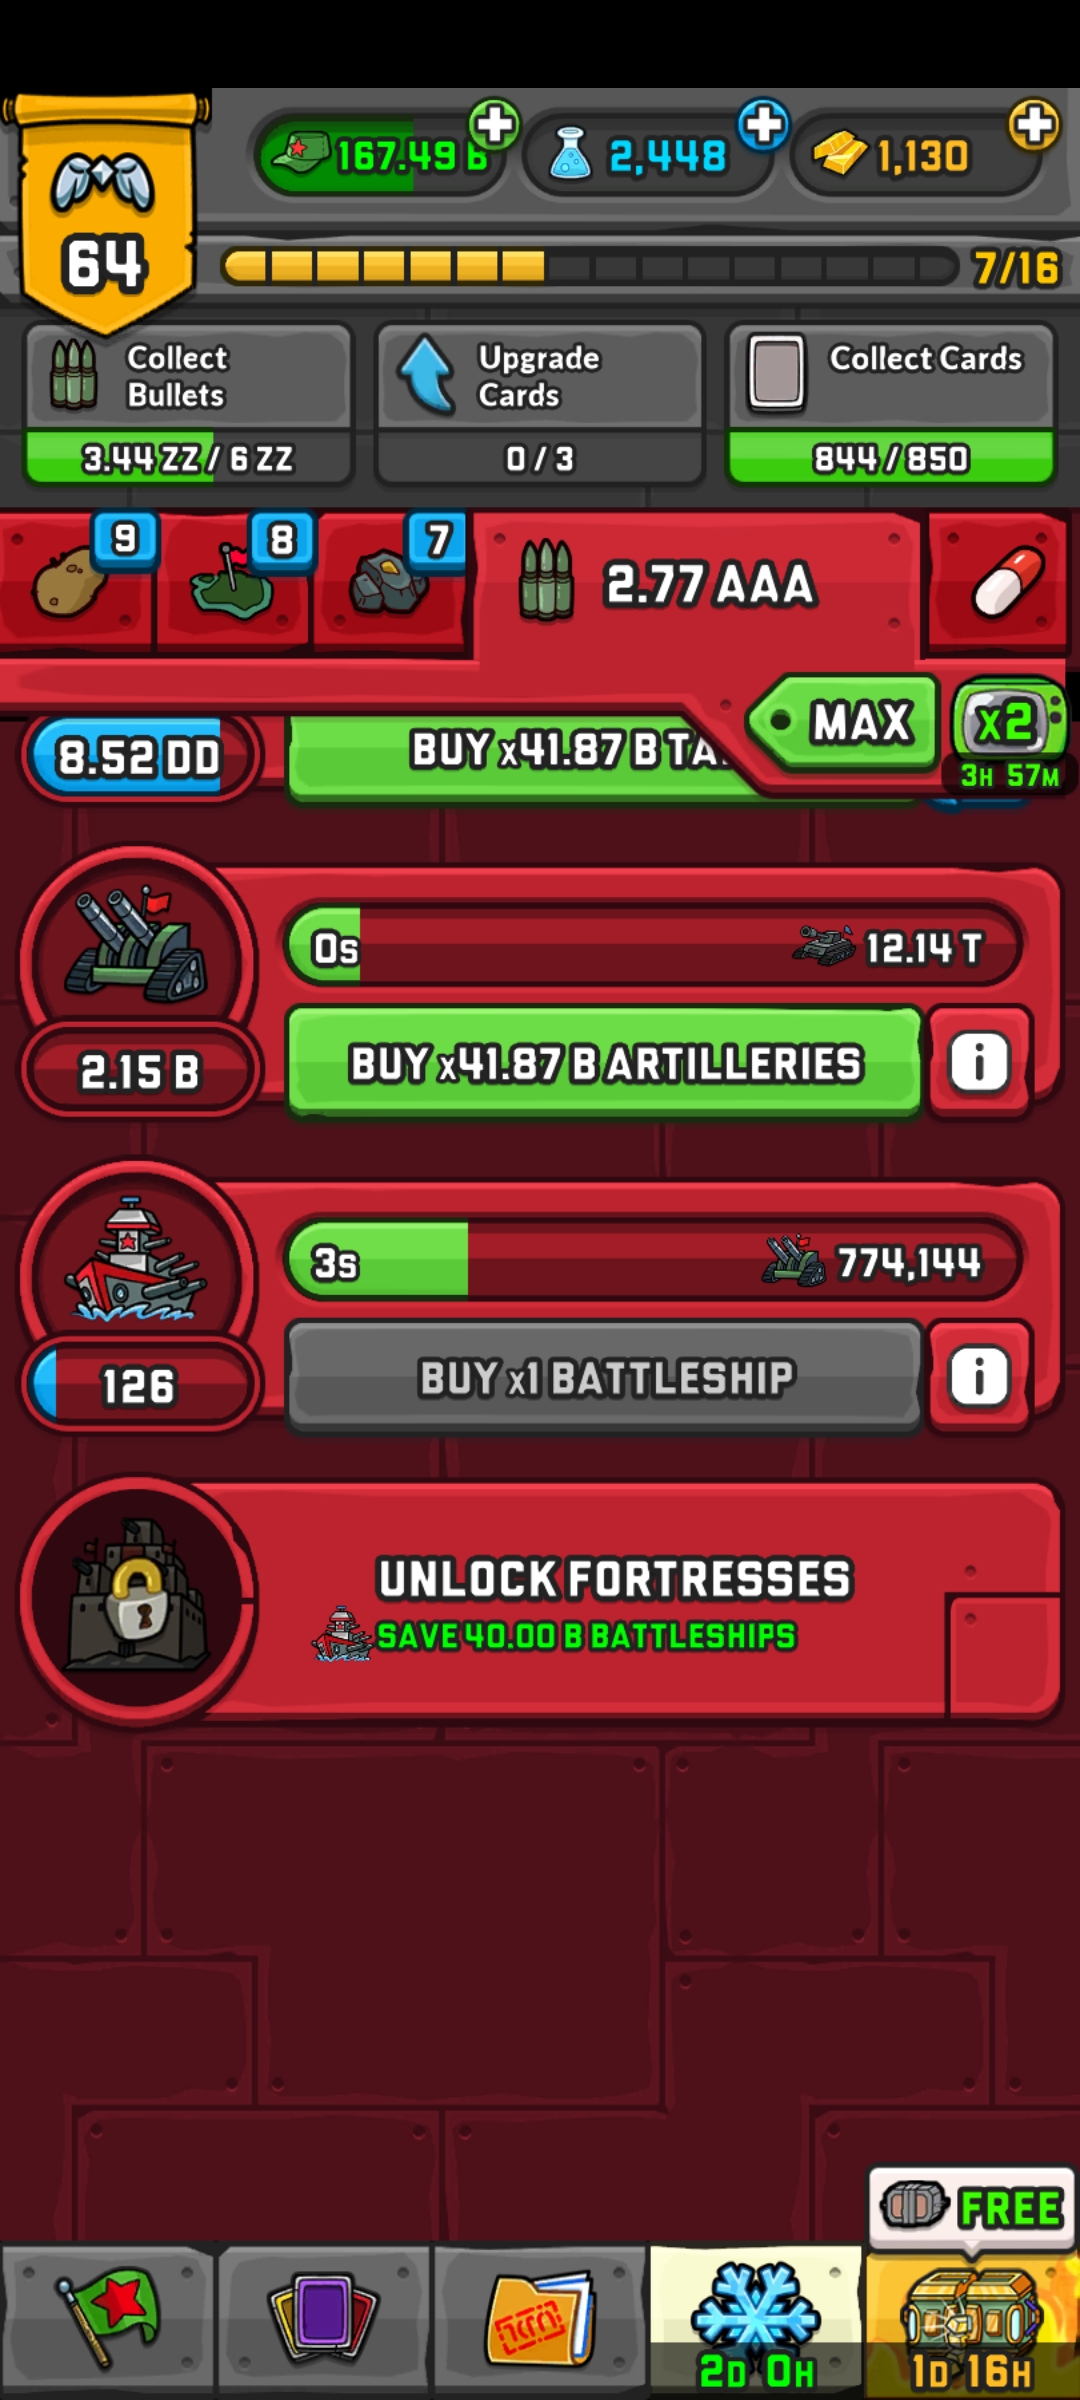 167.49 B
2,448
1,130
64
7/16
Collect
Bullets
Upgrade
Cards
Collect Cards
3.44 ZZ / 6 ZZ
0 / 3
844 / 850
9
8
7
2.77 AAA
MAX
x2
3H 57M
8.52 DD
BUY x41.87 B TA
0s
12.14 T
2.15 B
BUY x41.87 B ARTILLERIES
i
3s
774,144
126
BUY x1 BATTLESHIP
i
UNLOCK FORTRESSES
SAVE 40.00 B BATTLESHIPS
FREE
2D 0H
1D 16H